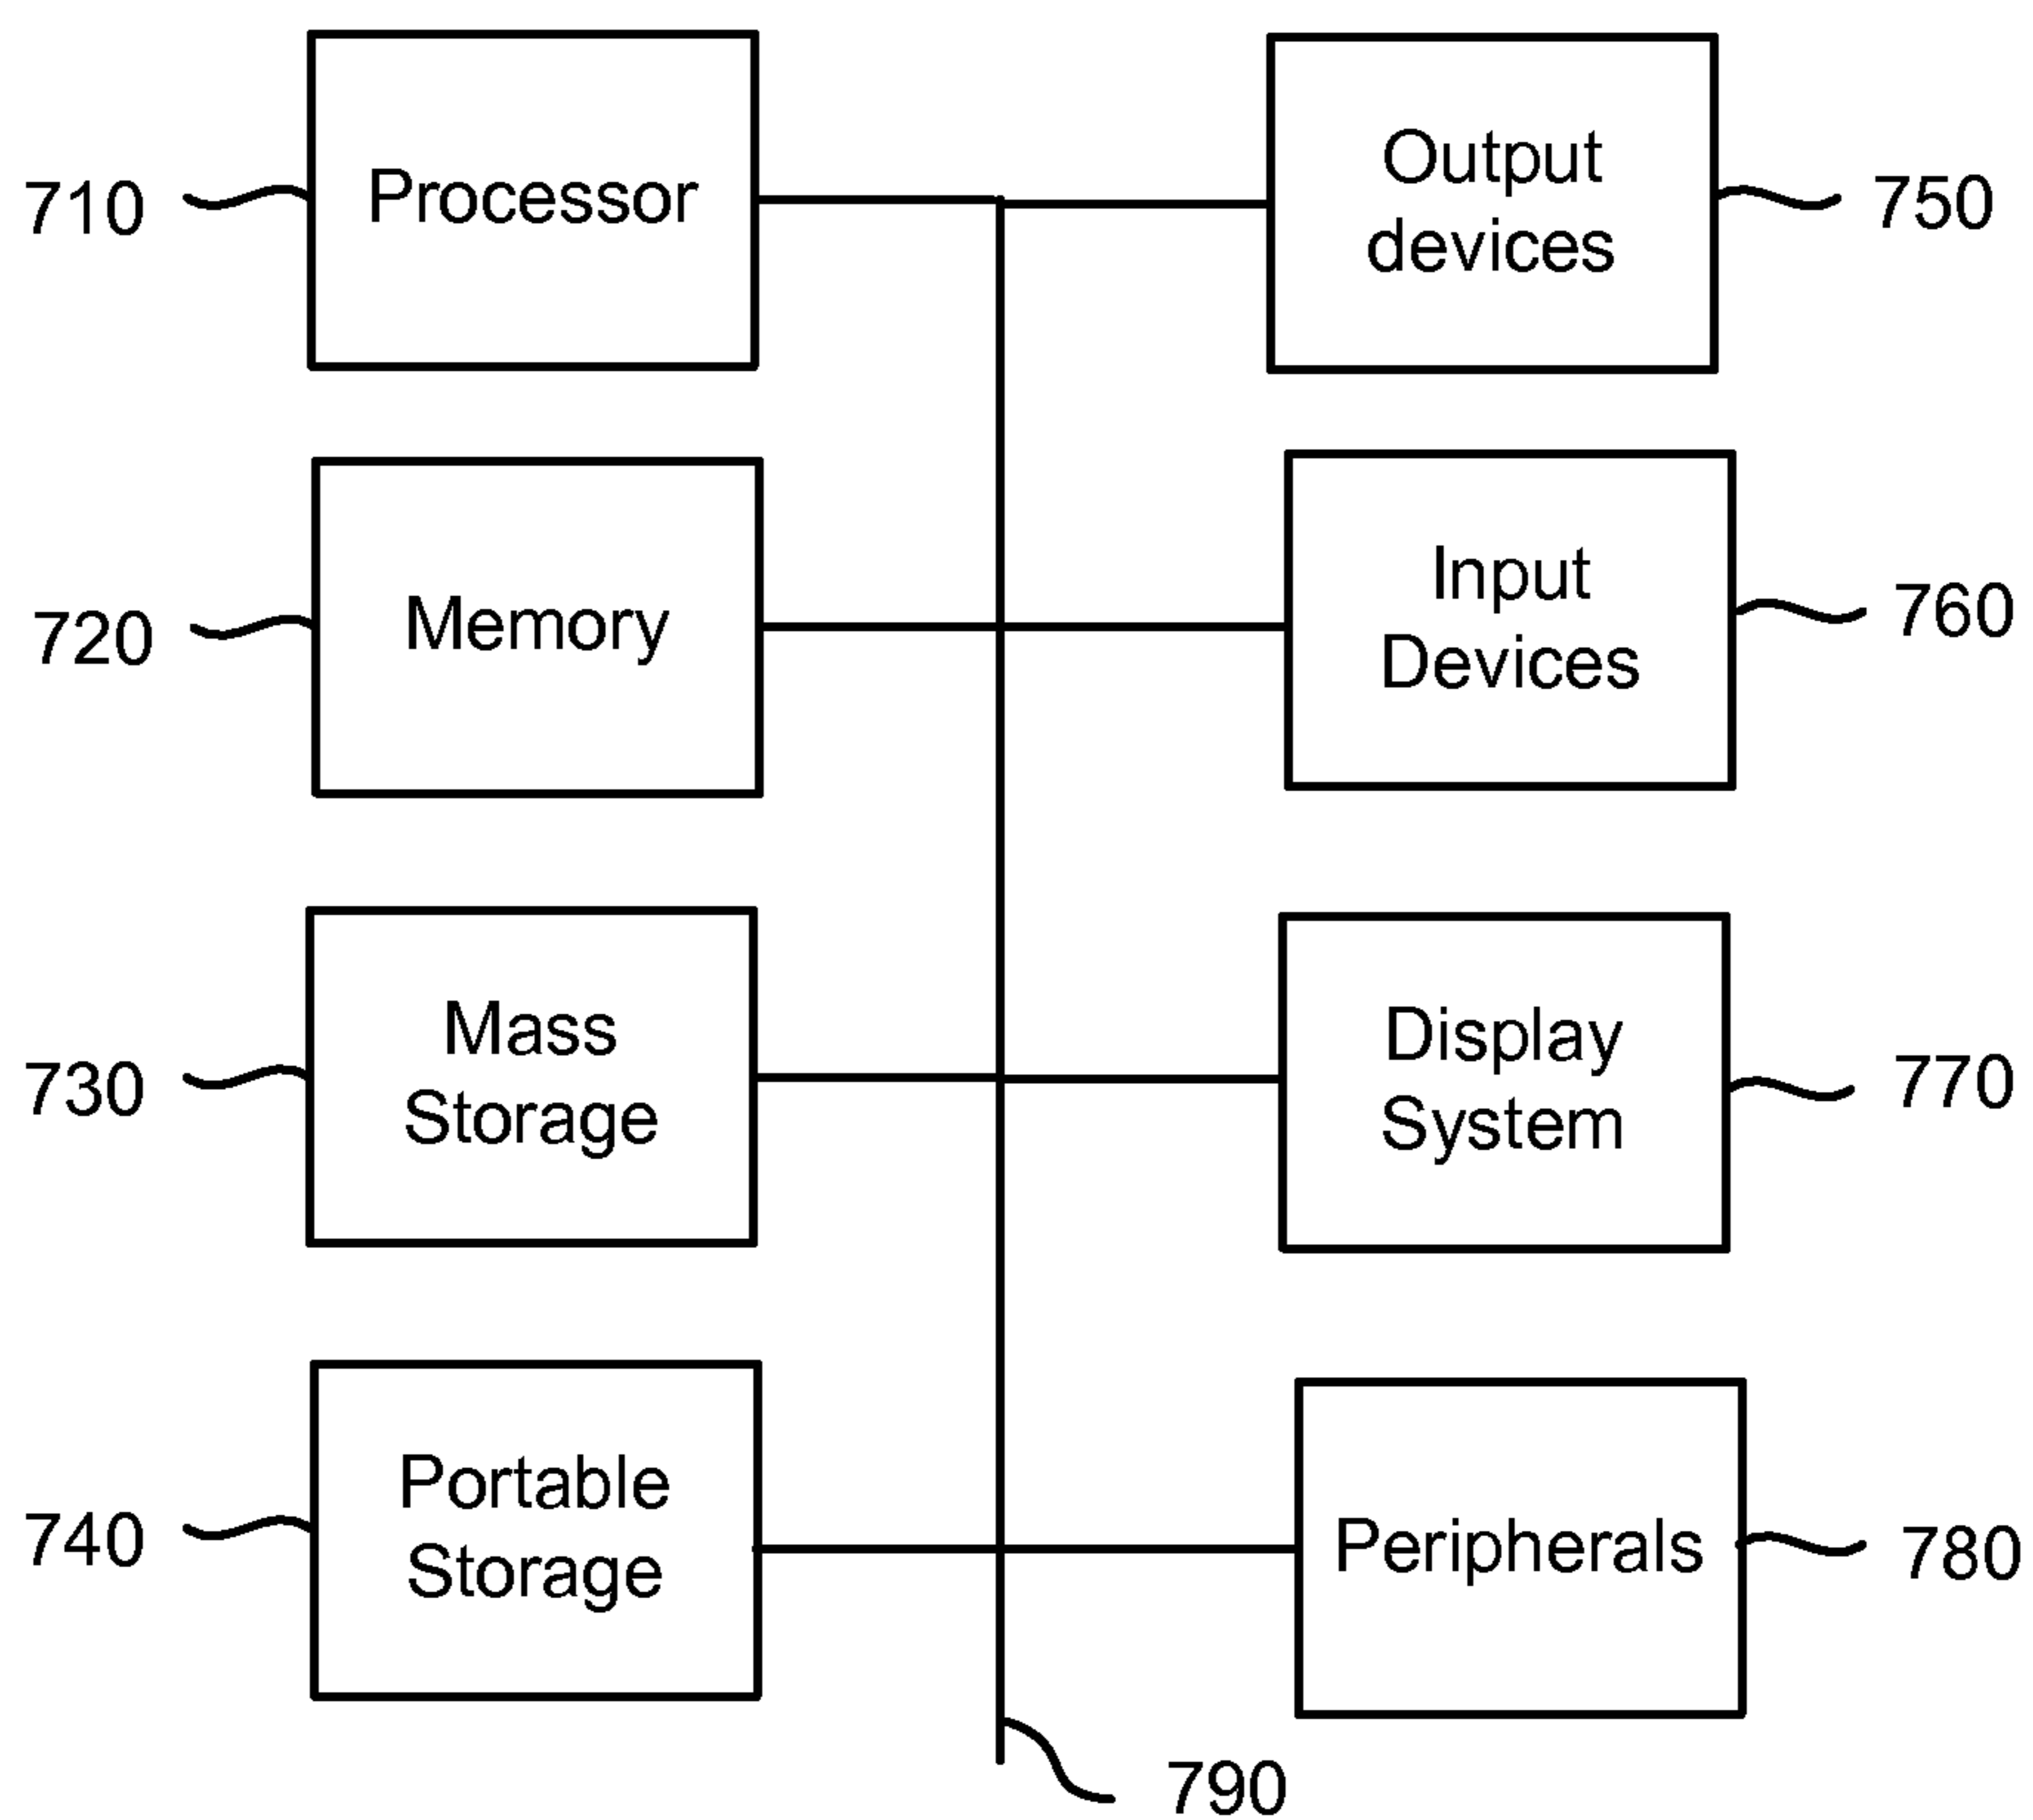 710
Processor
Output
devices
750
720
Memory
Input
Devices
760
730
Mass
Storage
Display
System
770
740
Portable
Storage
Peripherals
780
790